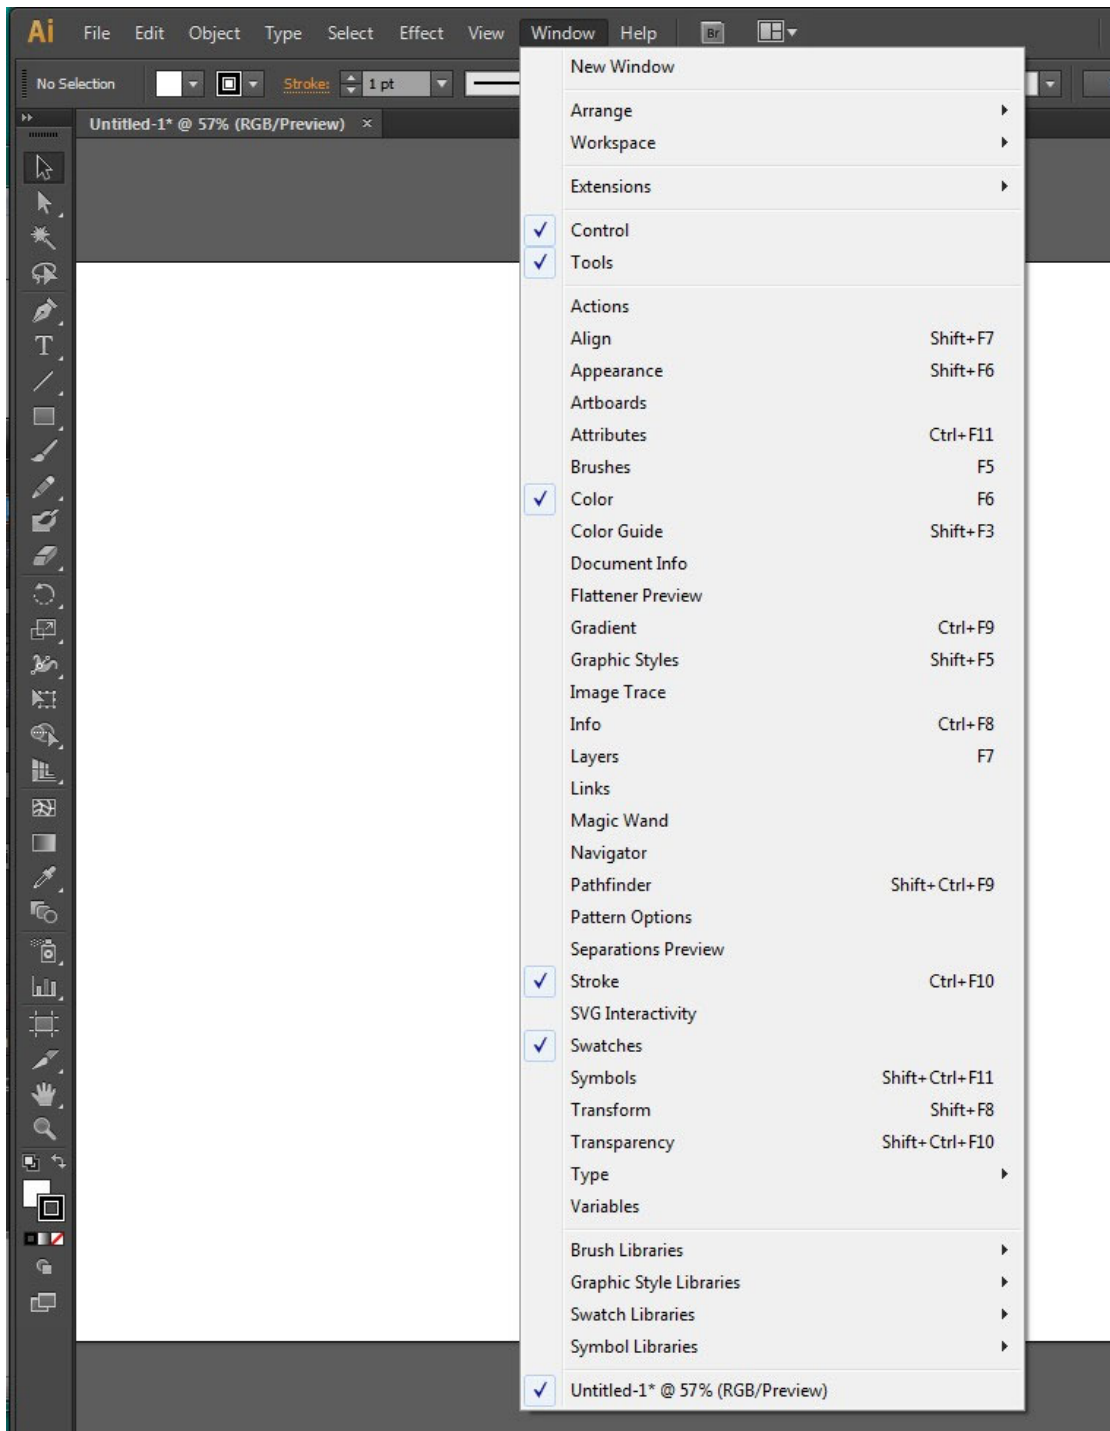 Ai File Edit Object Type Select Effect View Window Help Br
No Selection Stroke: 1 pt
Untitled-1* @ 57% (RGB/Preview) ×
New Window
Arrange
Workspace
Extensions
Control
Tools
Actions
Align Shift+F7
Appearance Shift+F6
Artboards
Attributes Ctrl+F11
Brushes F5
Color F6
Color Guide Shift+F3
Document Info
Flattener Preview
Gradient Ctrl+F9
Graphic Styles Shift+F5
Image Trace
Info Ctrl+F8
Layers F7
Links
Magic Wand
Navigator
Pathfinder Shift+Ctrl+F9
Pattern Options
Separations Preview
Stroke Ctrl+F10
SVG Interactivity
Swatches
Symbols Shift+Ctrl+F11
Transform Shift+F8
Transparency Shift+Ctrl+F10
Type
Variables
Brush Libraries
Graphic Style Libraries
Swatch Libraries
Symbol Libraries
Untitled-1* @ 57% (RGB/Preview)